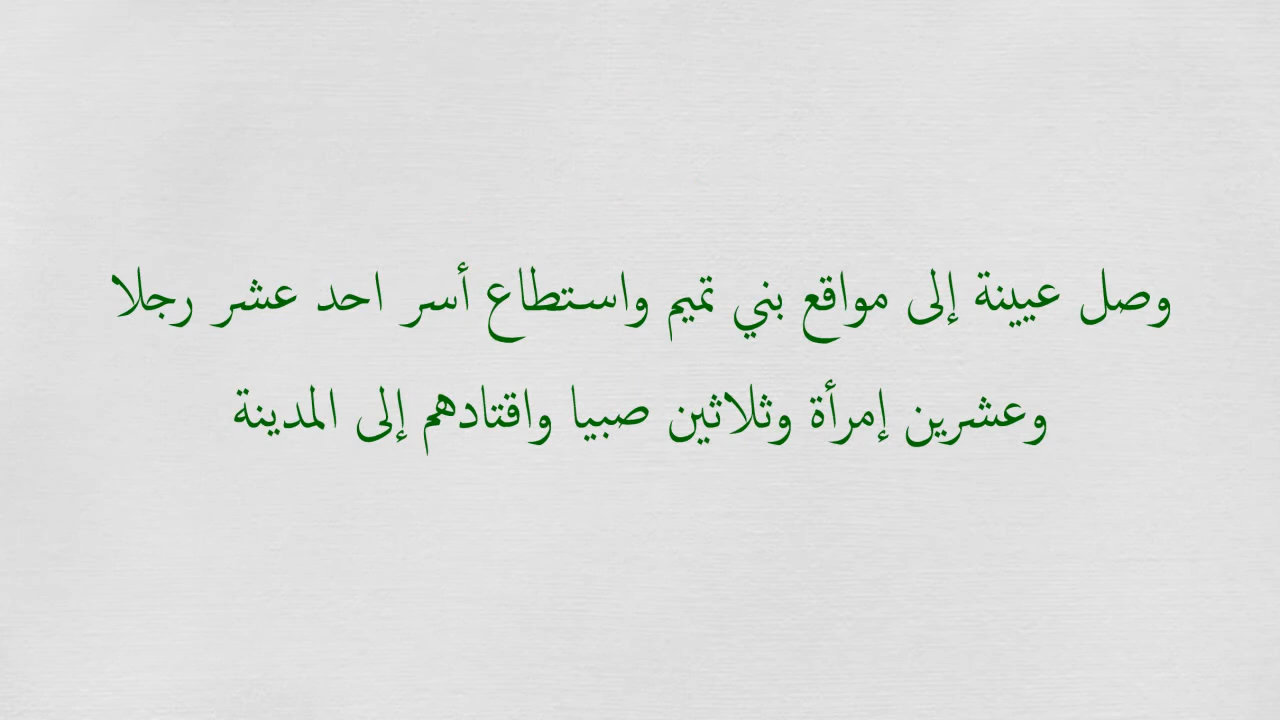 وصل عيينة إلى مواقع بني تميم واستطاع أسر احد عشر رجلا
وعشرين إمرأة وثلاثين صبيا واقتادهم إلى المدينة